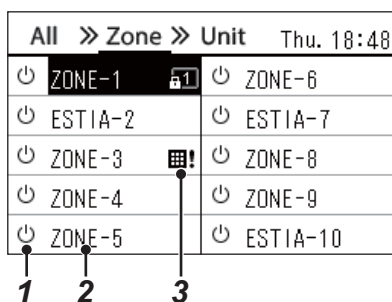 All » Zone » Unit Thu. 18:48
ZONE-1 1 ZONE-6
ESTIA-2 ESTIA-7
ZONE-3 ! ZONE-8
ZONE-4 ZONE-9
ZONE-5 ESTIA-10
1 2 3